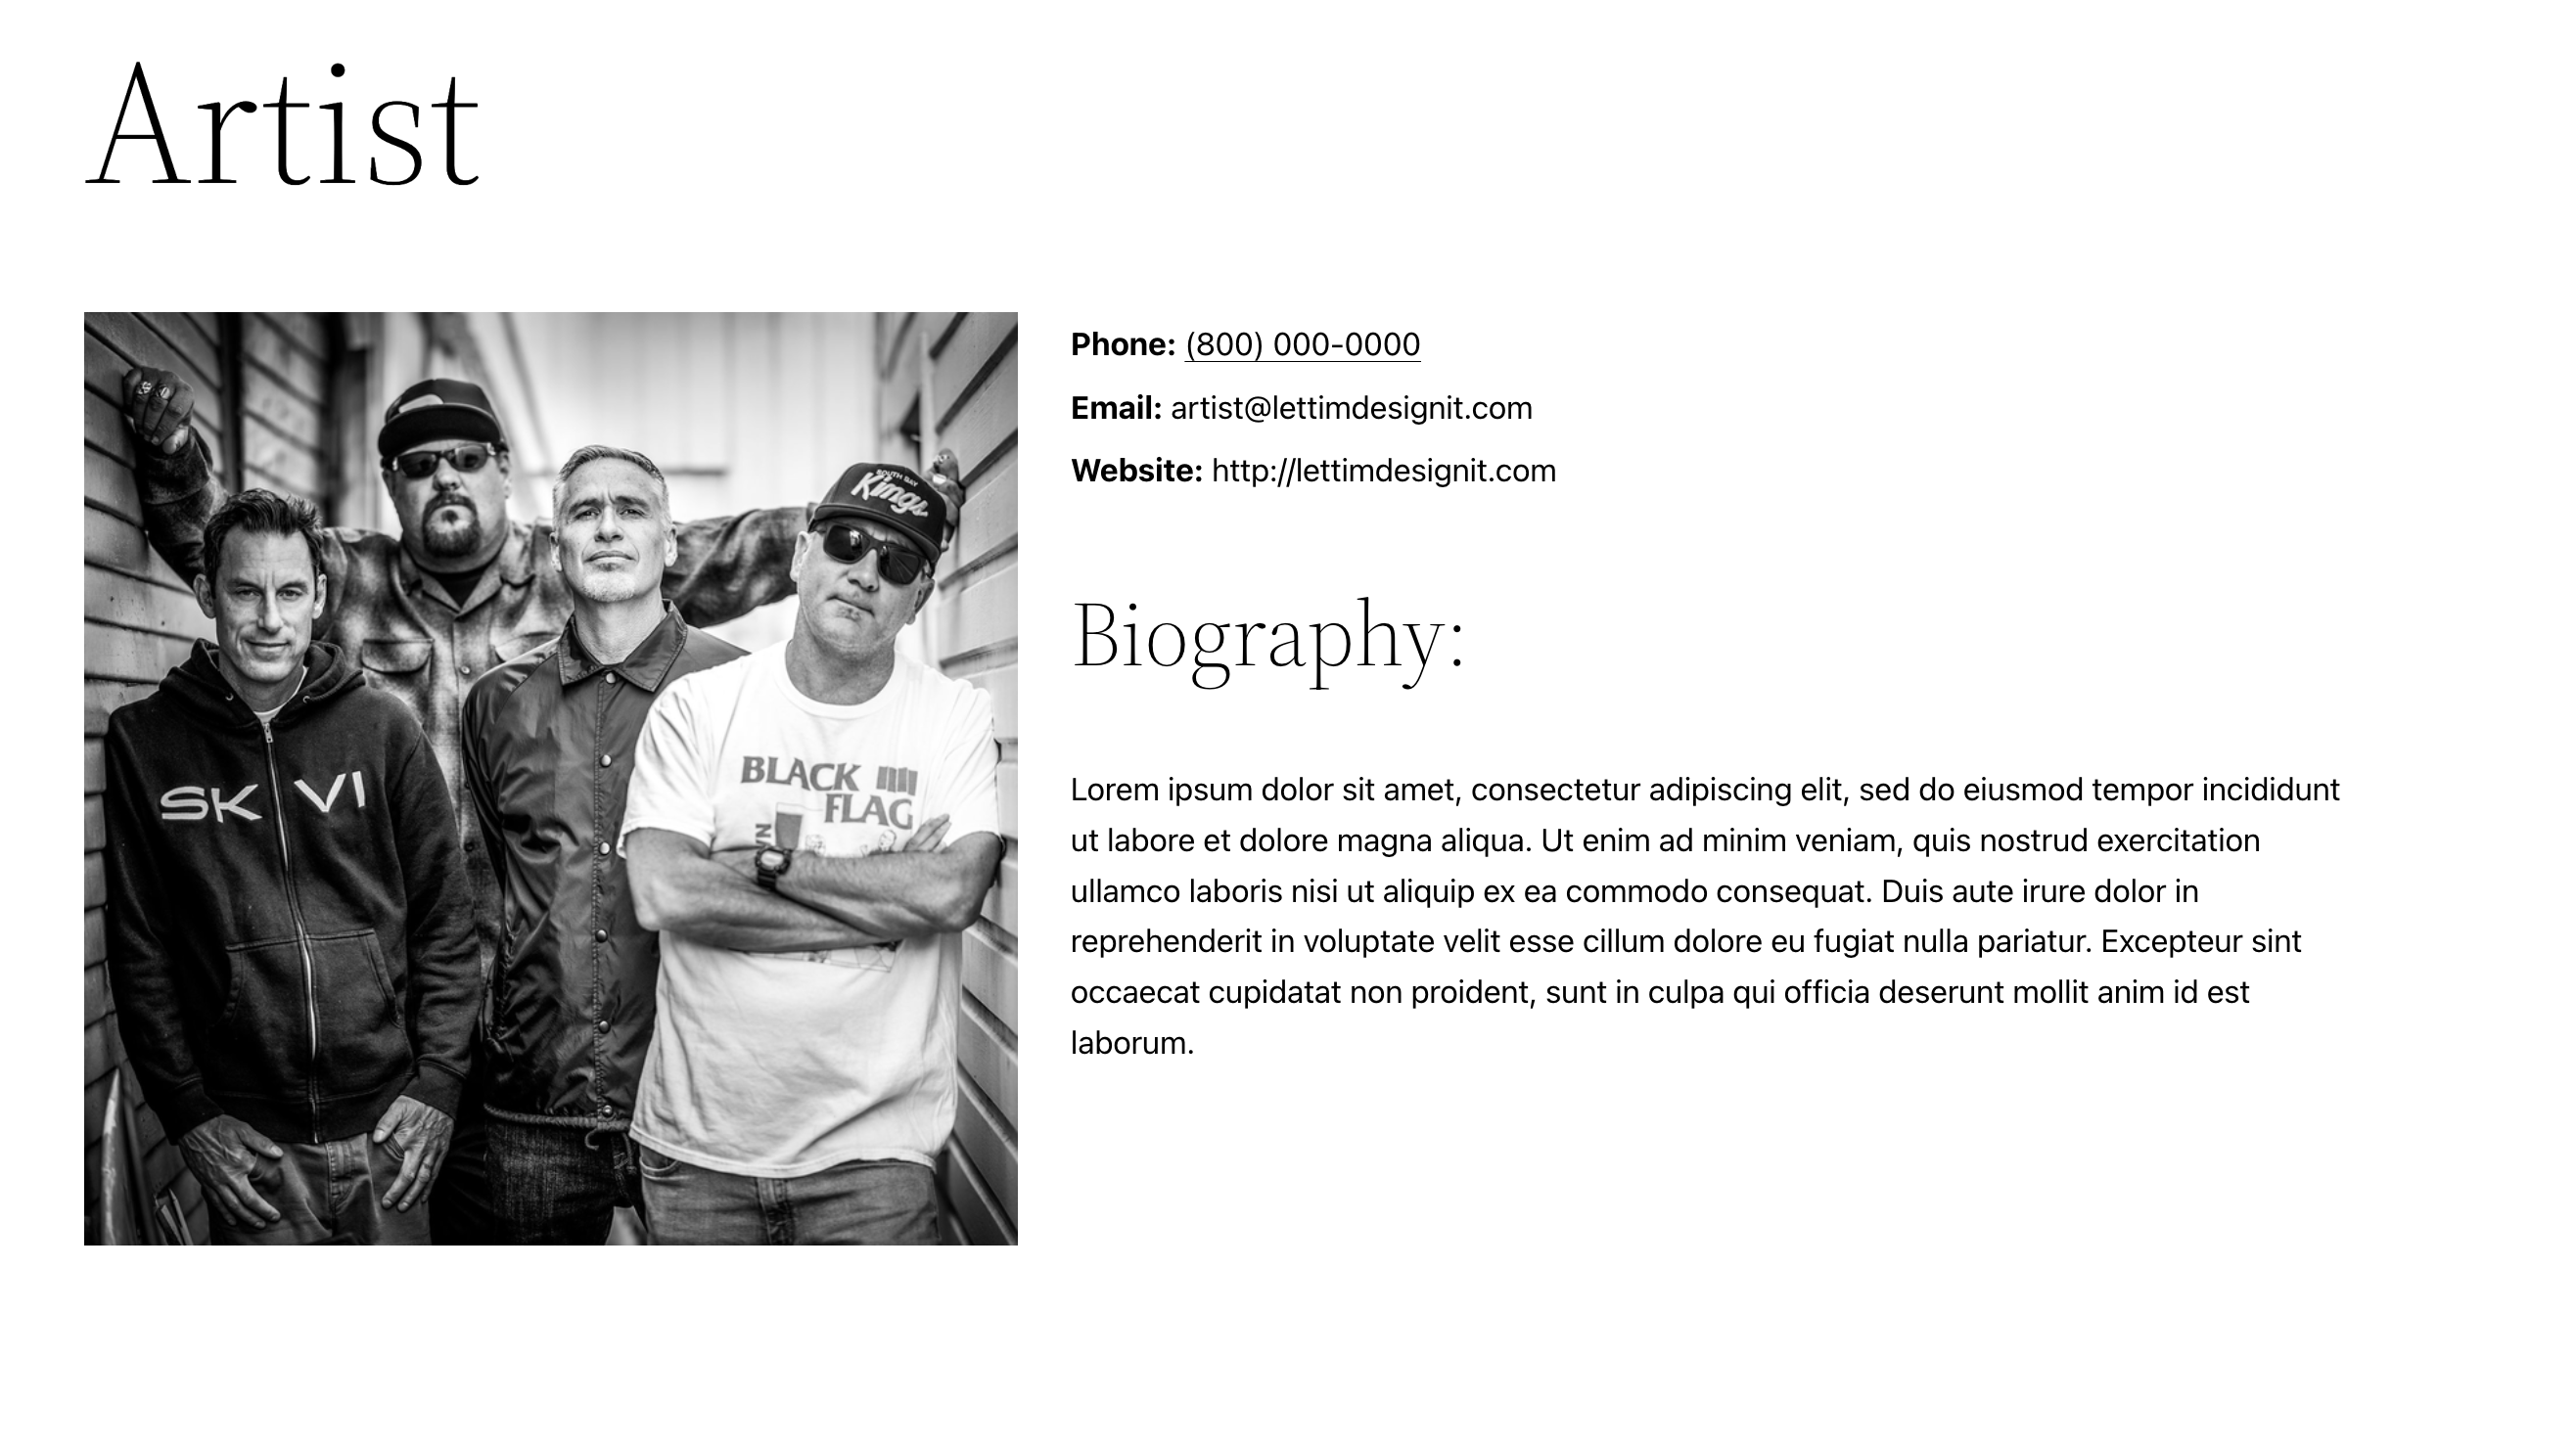 Artist
Phone: (800) 000-0000
Email: artist@lettimdesignit.com
Website: http://lettimdesignit.com
Biography:
Lorem ipsum dolor sit amet, consectetur adipiscing elit, sed do eiusmod tempor incididunt
ut labore et dolore magna aliqua. Ut enim ad minim veniam, quis nostrud exercitation
ullamco laboris nisi ut aliquip ex ea commodo consequat. Duis aute irure dolor in
reprehenderit in voluptate velit esse cillum dolore eu fugiat nulla pariatur. Excepteur sint
occaecat cupidatat non proident, sunt in culpa qui officia deserunt mollit anim id est
laborum.
SOUTH BAY
Kings
SK VI
BLACK
FLAG